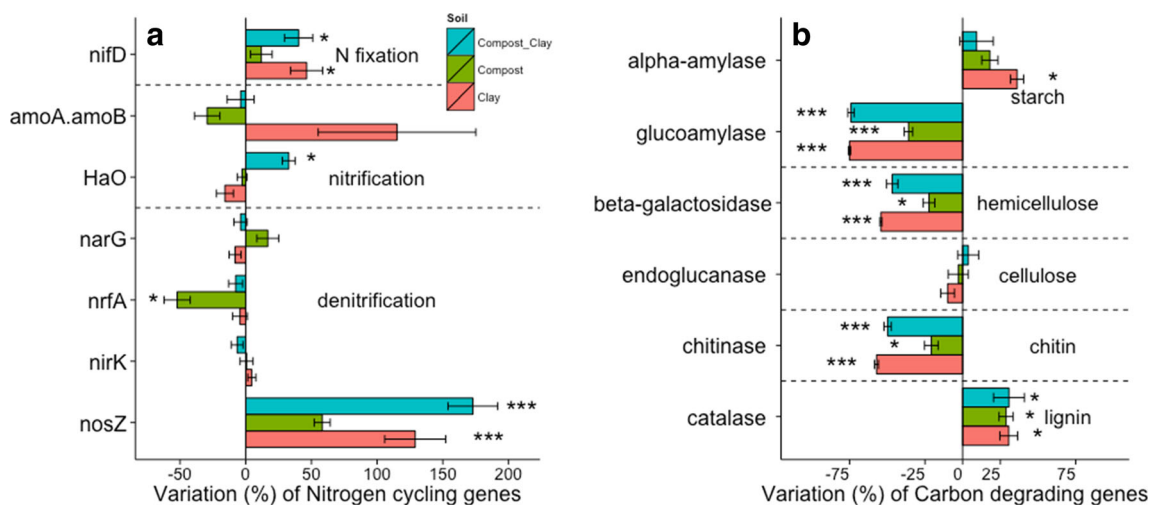 a
Soil
Compost_Clay
Compost
Clay
nifD
*
*
N fixation
amoA.amoB
HaO
*
nitrification
narG
nrfA
*
denitrification
nirK
nosZ
***
***
-50 0 50 100 150 200
Variation (%) of Nitrogen cycling genes
b
alpha-amylase
*
starch
glucoamylase
***
***
***
beta-galactosidase
***
*
***
hemicellulose
endoglucanase
cellulose
chitinase
***
*
***
chitin
catalase
*
*
*
lignin
-75 -25 0 25 75
Variation (%) of Carbon degrading genes